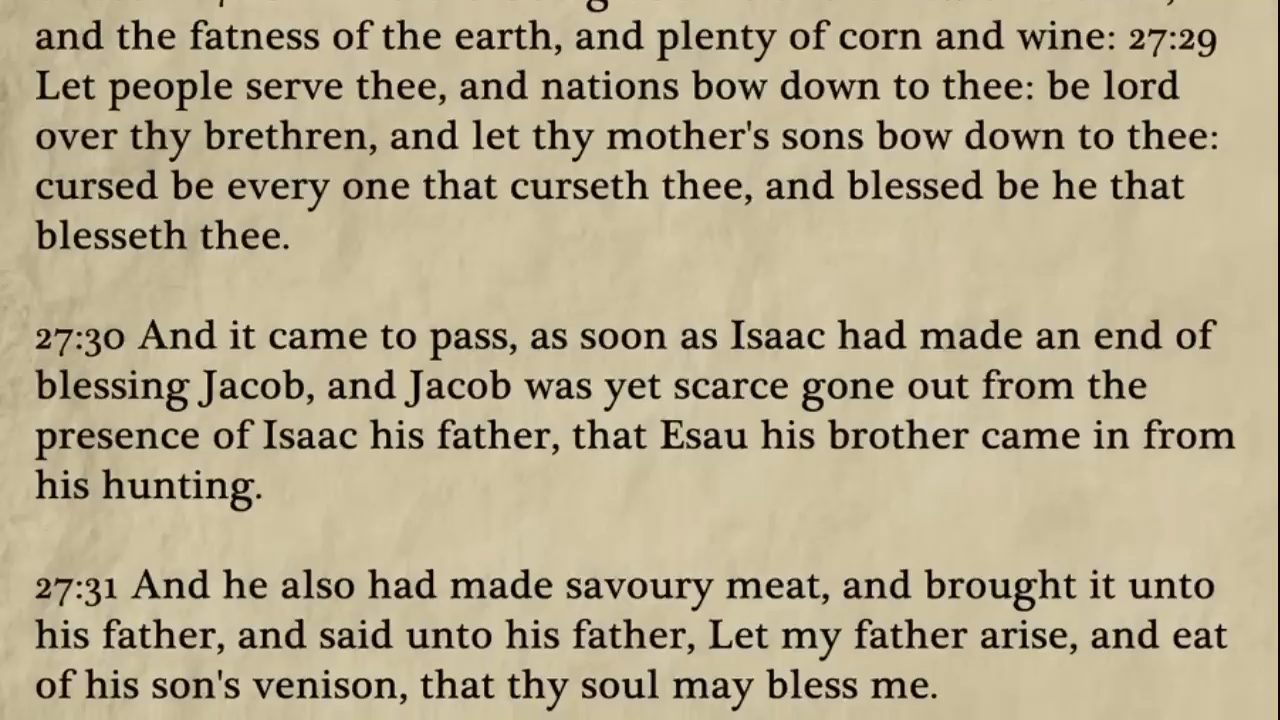 and the fatness of the earth, and plenty of corn and wine: 27:29
Let people serve thee, and nations bow down to thee: be lord
over thy brethren, and let thy mother's sons bow down to thee:
cursed be every one that curseth thee, and blessed be he that
blesseth thee.
27:30 And it came to pass, as soon as Isaac had made an end of
blessing Jacob, and Jacob was yet scarce gone out from the
presence of Isaac his father, that Esau his brother came in from
his hunting.
27:31 And he also had made savoury meat, and brought it unto
his father, and said unto his father, Let my father arise, and eat
of his son's venison, that thy soul may bless me.